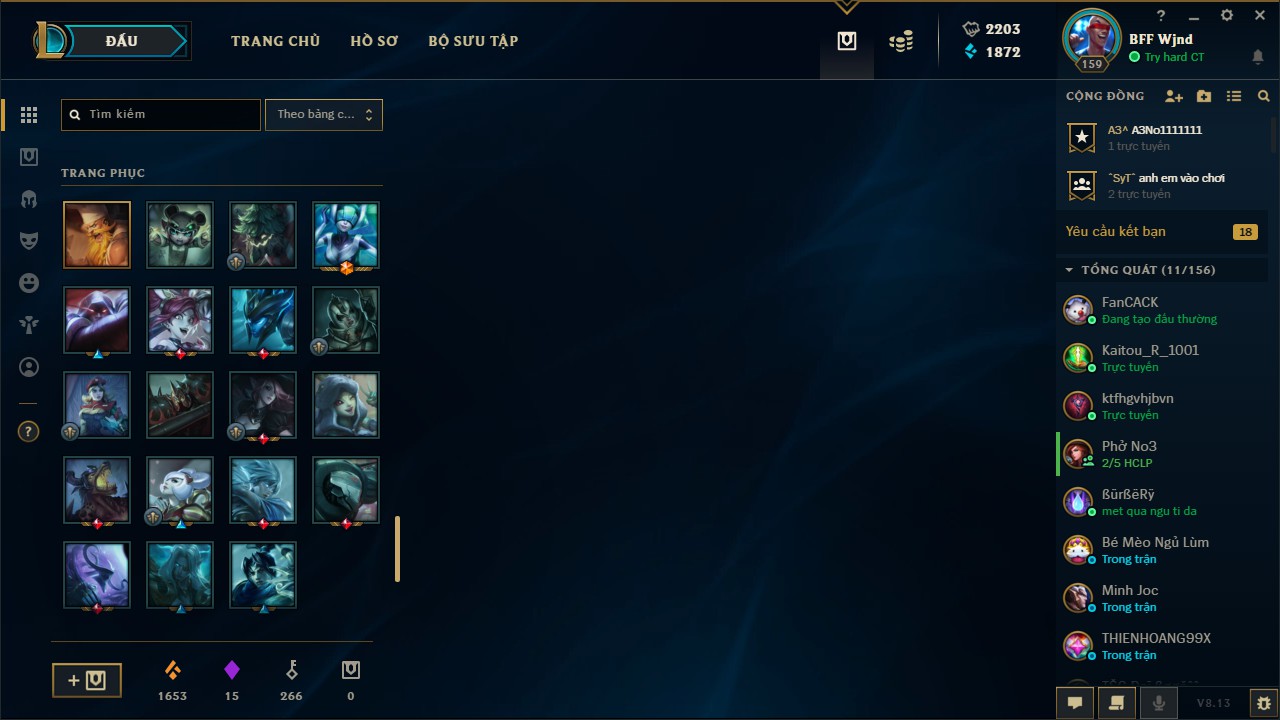 ĐẤU
TRANG CHỦ
HỒ SƠ
BỘ SƯU TẬP
2203
1872
?
159
BFF Wjnd
Try hard CT
Tìm kiếm
Theo bảng c...
TRANG PHỤC
?
1653
15
266
0
CỘNG ĐỒNG
A3^ A3No1111111
1 trực tuyến
ˆSyTˆ anh em vào chơi
2 trực tuyến
Yêu cầu kết bạn
18
TỔNG QUÁT (11/156)
FanCACK
Đang tạo đấu thường
Kaitou_R_1001
Trực tuyến
ktfhgvhjbvn
Trực tuyến
Phở No3
2/5 HCLP
ßürßëRÿ
met qua ngu ti da
Bé Mèo Ngủ Lùm
Trong trận
Minh Joc
Trong trận
THIENHOANG99X
Trong trận
V8.13